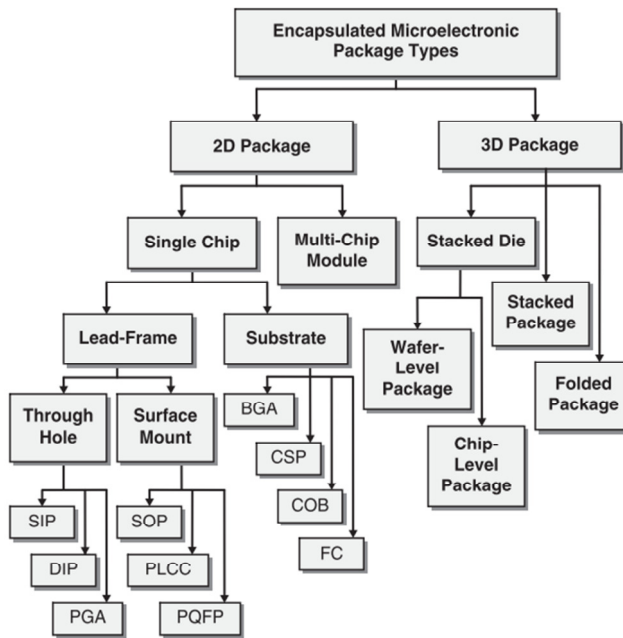 Encapsulated Microelectronic
Package Types
2D Package
3D Package
Single Chip
Multi-Chip
Module
Stacked Die
Stacked
Package
Lead-Frame
Substrate
Wafer-
Level
Package
Folded
Package
Through
Hole
Surface
Mount
BGA
CSP
COB
FC
Chip-
Level
Package
SIP
DIP
PGA
SOP
PLCC
PQFP